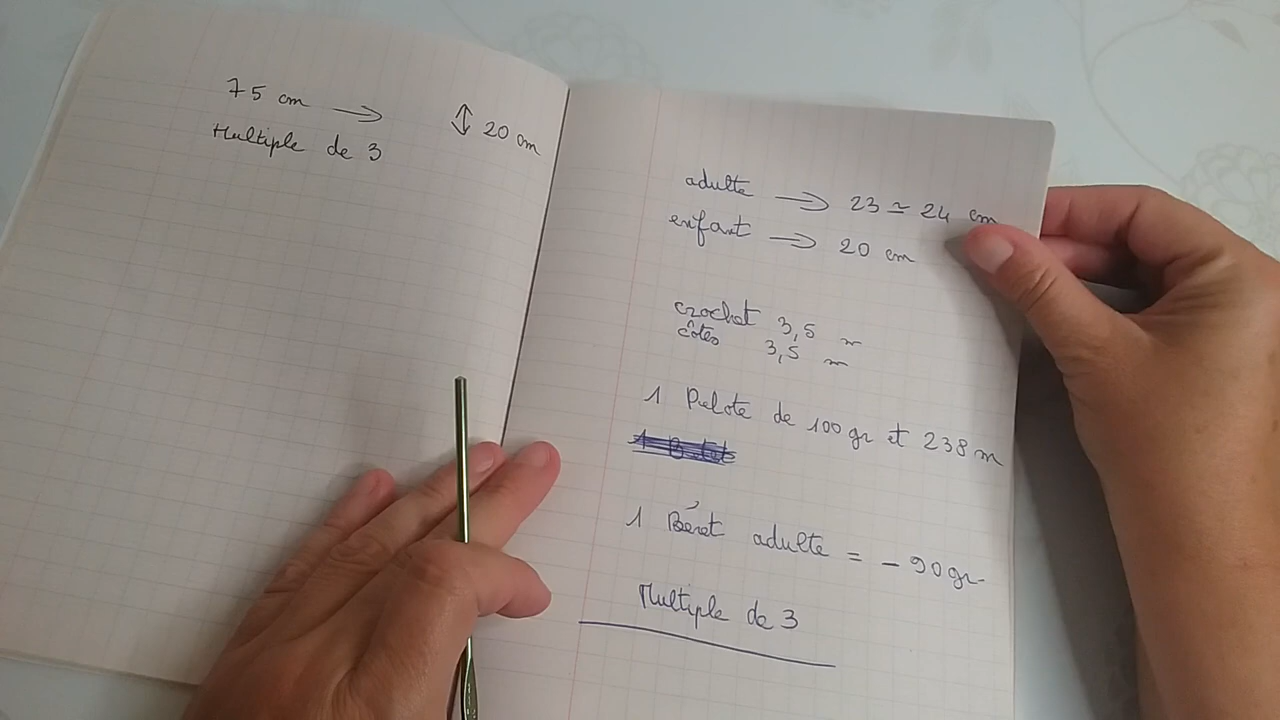 75 cm → ↕ 20 cm
Multiple de 3
adulte → 23 ≃ 24 cm
enfant → 20 cm
crochet 3,5 m
côtes 3,5 m
1 Pelote de 100 gr et 238 m
1 Béret adulte = - 90 gr
Multiple de 3